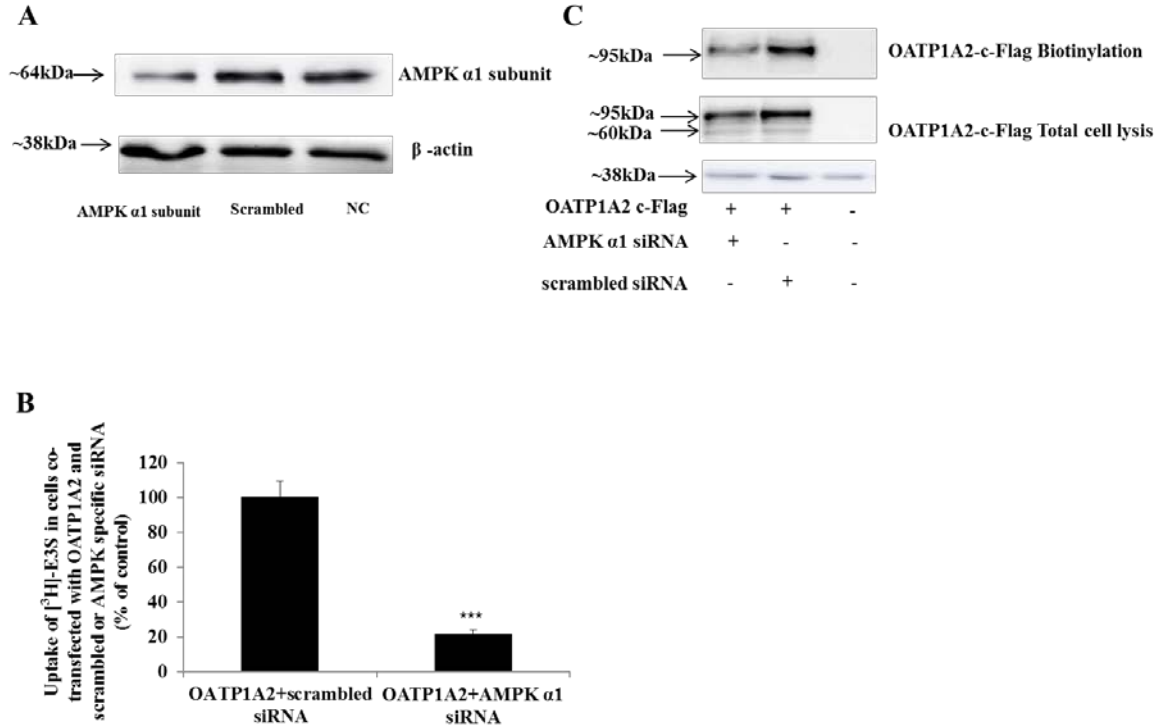 A
~64kDa
AMPK α1 subunit
~38kDa
β -actin
AMPK α1 subunit Scrambled NC
C
~95kDa
OATP1A2-c-Flag Biotinylation
~95kDa
~60kDa
OATP1A2-c-Flag Total cell lysis
~38kDa
OATP1A2 c-Flag + + -
AMPK α1 siRNA + - -
scrambled siRNA - + -
B
Uptake of [³H]-E3S in cells co-
transfected with OATP1A2 and
scrambled or AMPK specific siRNA
(% of control)
120
100
80
60
40
20
0
***
OATP1A2+scrambled
siRNA
OATP1A2+AMPK α1
siRNA